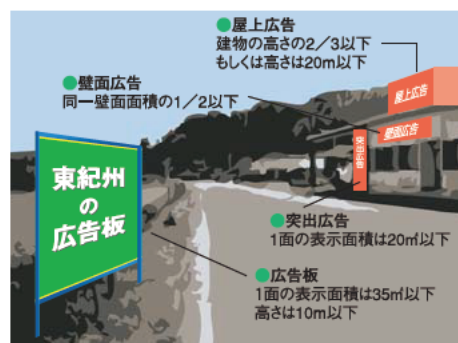 ●屋上広告
建物の高さの2／3以下
もしくは高さは20m以下
●壁面広告
同一壁面面積の1／2以下
屋上広告
壁面広告
突出広告
東紀州
の
広告板
●突出広告
1面の表示面積は20㎡以下
●広告板
1面の表示面積は35㎡以下
高さは10m以下